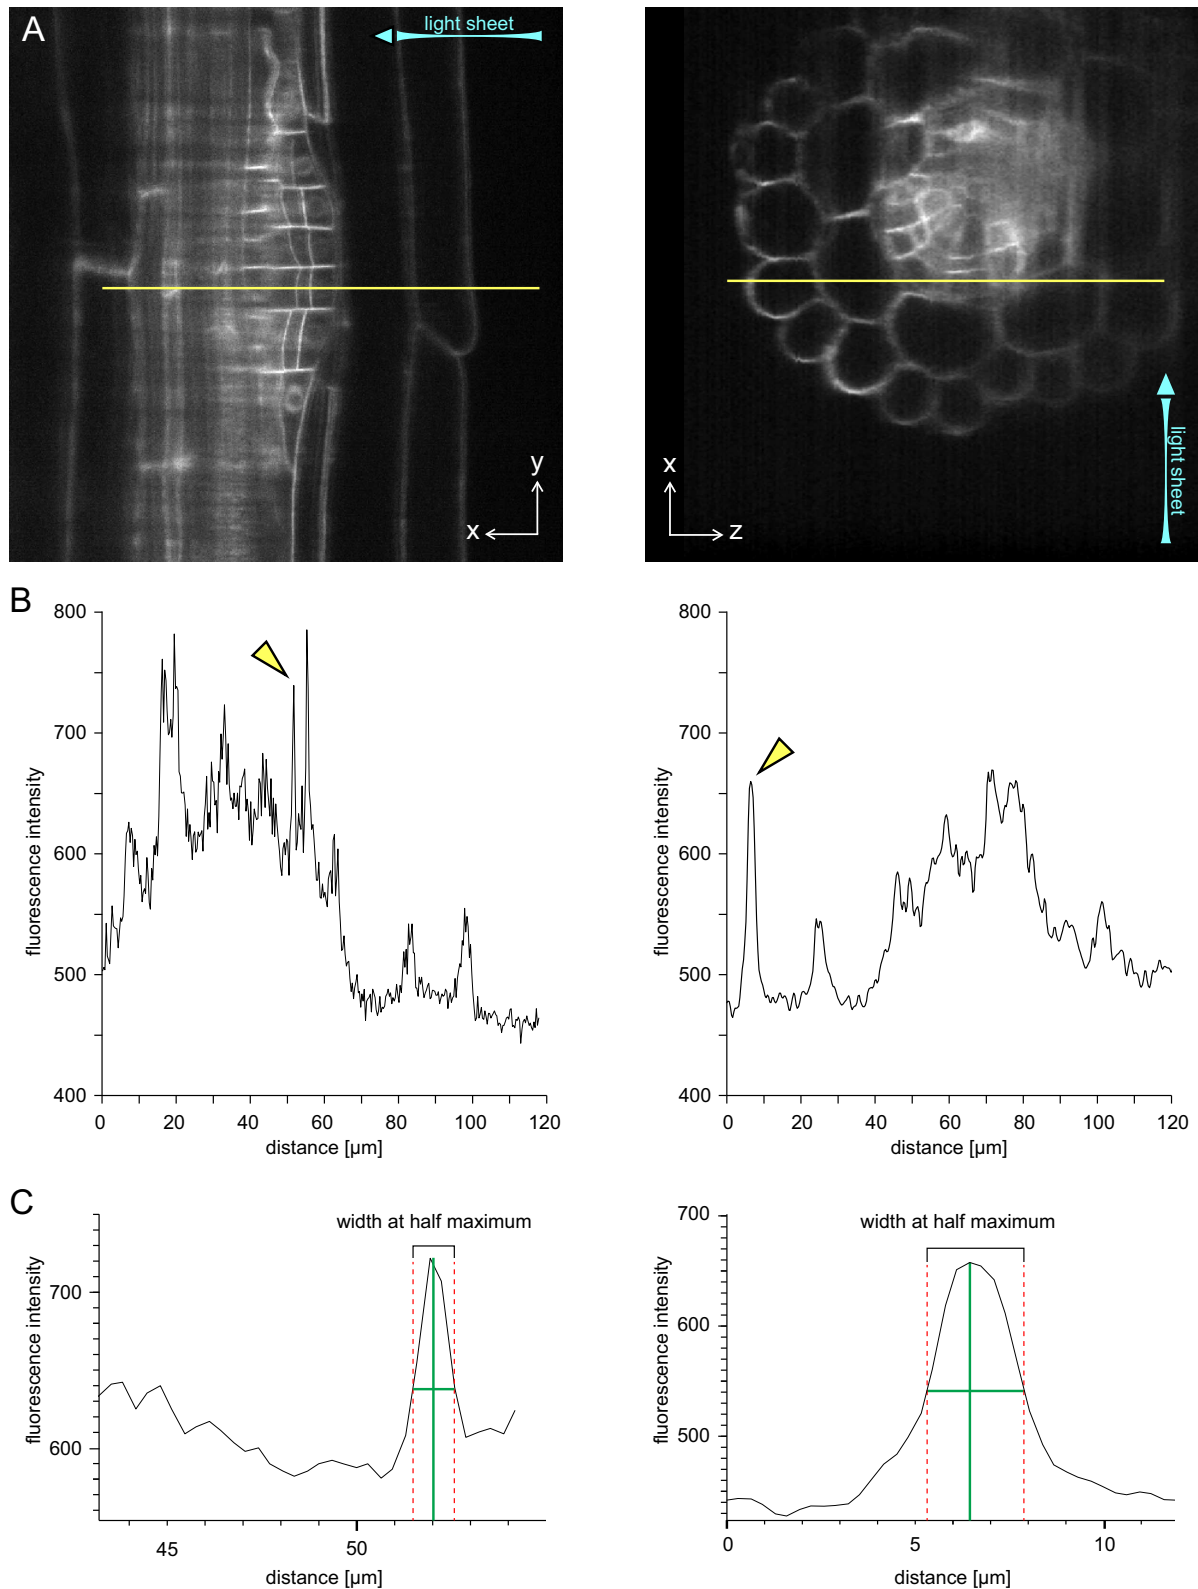 A
light sheet
y
x
x
z
light sheet
B
800
700
600
500
400
fluorescence intensity
0 20 40 60 80 100 120
distance [µm]
800
700
600
500
400
fluorescence intensity
0 20 40 60 80 100 120
distance [µm]
C
width at half maximum
700
600
fluorescence intensity
45 50
distance [µm]
width at half maximum
700
600
500
fluorescence intensity
0 5 10
distance [µm]